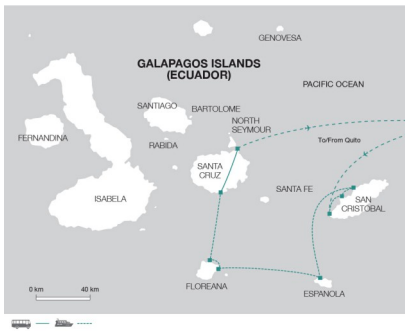 GENOVESA
GALAPAGOS ISLANDS
(ECUADOR)
PACIFIC OCEAN
SANTIAGO
BARTOLOME
NORTH
SEYMOUR
FERNANDINA
RABIDA
To/From Quito
SANTA
CRUZ
SANTA FE
ISABELA
SAN
CRISTOBAL
FLOREANA
ESPANOLA
0 km
40 km